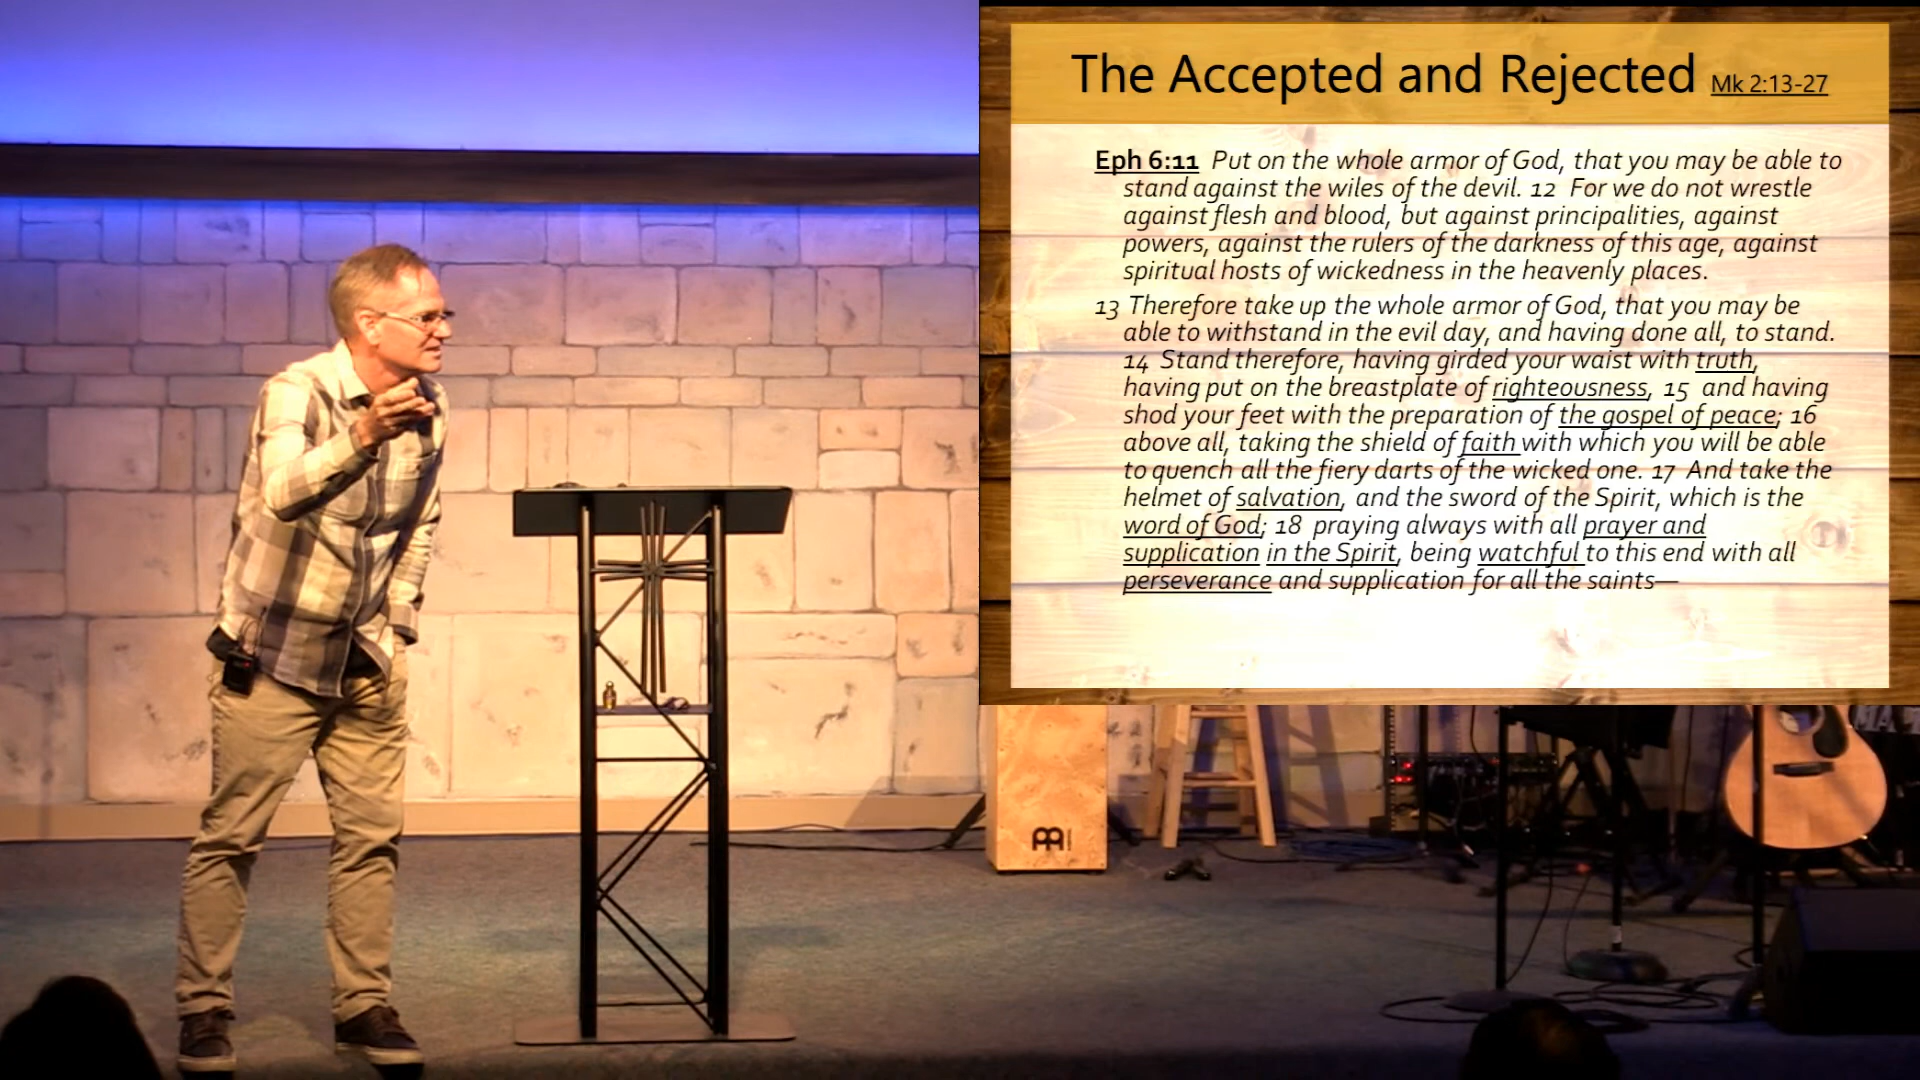 The Accepted and Rejected Mk 2:13-27
Eph 6:11 Put on the whole armor of God, that you may be able to
stand against the wiles of the devil. 12 For we do not wrestle
against flesh and blood, but against principalities, against
powers, against the rulers of the darkness of this age, against
spiritual hosts of wickedness in the heavenly places.
13 Therefore take up the whole armor of God, that you may be
able to withstand in the evil day, and having done all, to stand.
14 Stand therefore, having girded your waist with truth,
having put on the breastplate of righteousness, 15 and having
shod your feet with the preparation of the gospel of peace; 16
above all, taking the shield of faith with which you will be able
to quench all the fiery darts of the wicked one. 17 And take the
helmet of salvation, and the sword of the Spirit, which is the
word of God; 18 praying always with all prayer and
supplication in the Spirit, being watchful to this end with all
perseverance and supplication for all the saints—